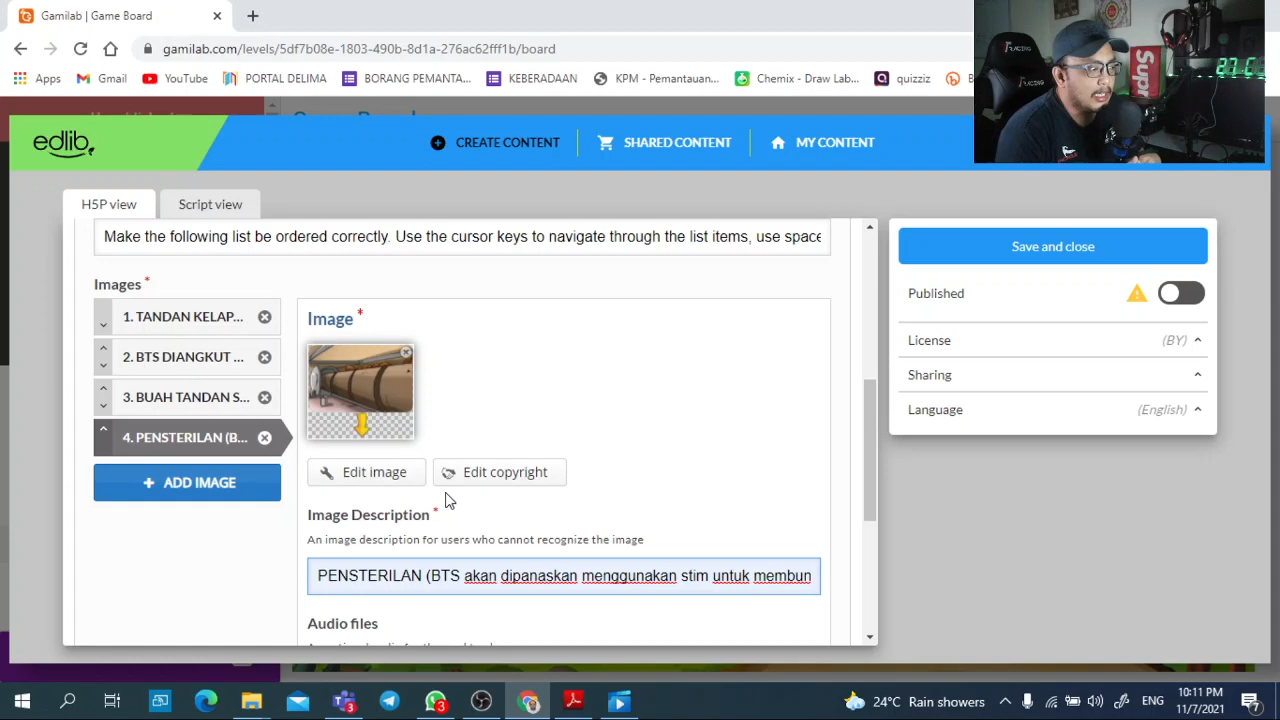 Gamilab | Game Board
gamilab.com/levels/5df7b08e-1803-490b-8d1a-276ac62fff1b/board
Apps Gmail YouTube PORTAL DELIMA BORANG PEMANTA... KEBERADAAN KPM - Pemantauan... Chemix - Draw Lab... quizziz
RACING
Supr
edlib
CREATE CONTENT SHARED CONTENT MY CONTENT
H5P view Script view
Make the following list be ordered correctly. Use the cursor keys to navigate through the list items, use space
Images *
1. TANDAN KELAP...
2. BTS DIANGKUT ...
3. BUAH TANDAN S...
4. PENSTERILAN (B...
+ ADD IMAGE
Image *
Edit image Edit copyright
Image Description *
An image description for users who cannot recognize the image
PENSTERILAN (BTS akan dipanaskan menggunakan stim untuk membun
Audio files
Save and close
Published
License (BY)
Sharing
Language (English)
24°C Rain showers ENG 10:11 PM
11/7/2021